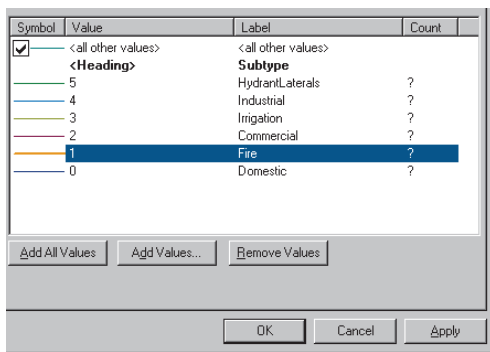 Symbol Value Label Count
<all other values> <all other values>
<Heading> Subtype
5 HydrantLaterals ?
4 Industrial ?
3 Irrigation ?
2 Commercial ?
1 Fire ?
0 Domestic ?
Add All Values Add Values... Remove Values
OK Cancel Apply